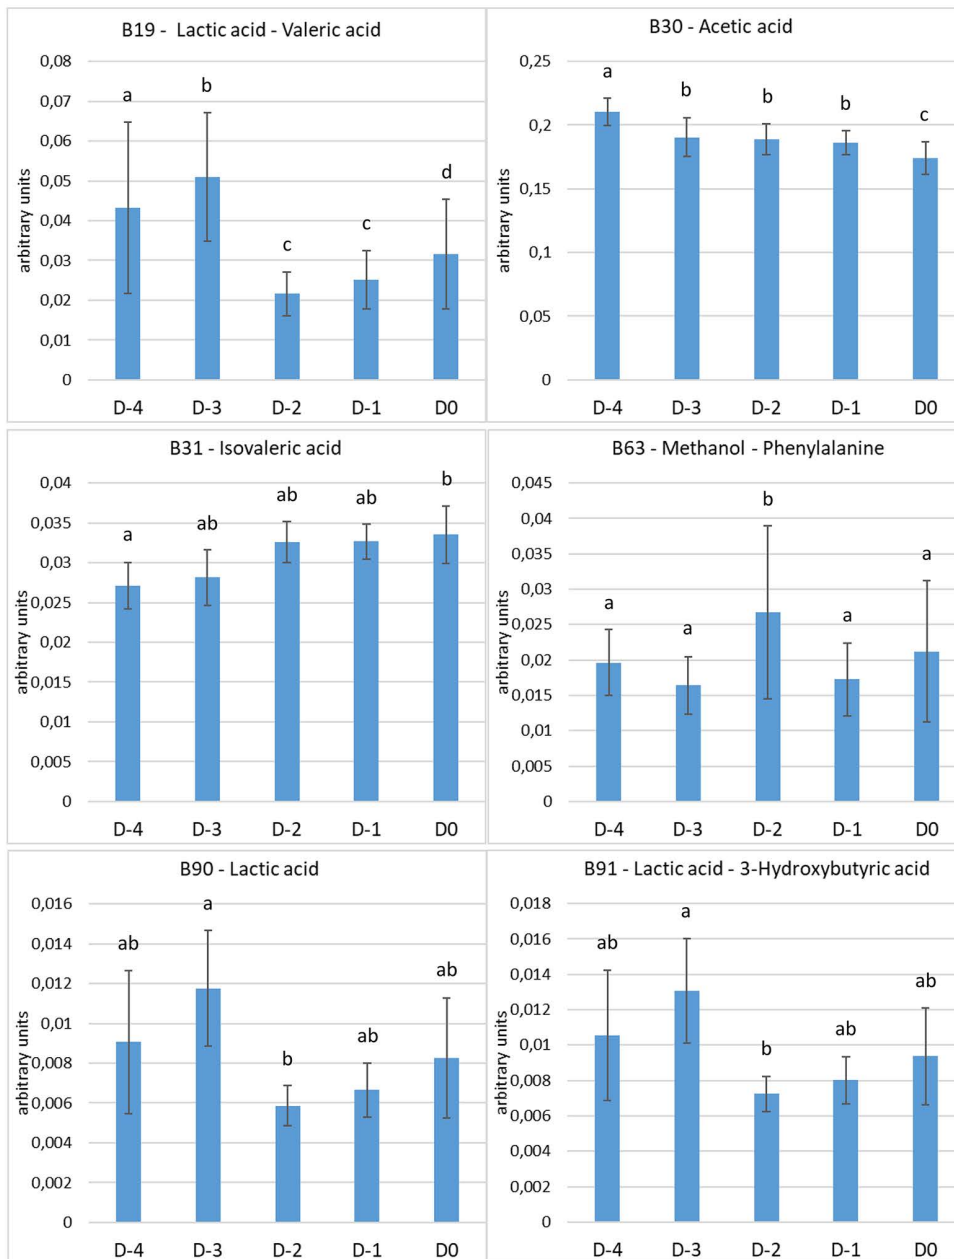 B19 -  Lactic acid - Valeric acid
arbitrary units
0,08
0,07
0,06
0,05
0,04
0,03
0,02
0,01
0
a
b
c
c
d
D-4 D-3 D-2 D-1 D0
B30 - Acetic acid
arbitrary units
0,25
0,2
0,15
0,1
0,05
0
a
b
b
b
c
D-4 D-3 D-2 D-1 D0
B31 - Isovaleric acid
arbitrary units
0,04
0,035
0,03
0,025
0,02
0,015
0,01
0,005
0
a
ab
ab
ab
b
D-4 D-3 D-2 D-1 D0
B63 - Methanol - Phenylalanine
arbitrary units
0,045
0,04
0,035
0,03
0,025
0,02
0,015
0,01
0,005
0
a
a
b
a
a
D-4 D-3 D-2 D-1 D0
B90 - Lactic acid
arbitrary units
0,016
0,014
0,012
0,01
0,008
0,006
0,004
0,002
0
ab
a
b
ab
ab
D-4 D-3 D-2 D-1 D0
B91 - Lactic acid - 3-Hydroxybutyric acid
arbitrary units
0,018
0,016
0,014
0,012
0,01
0,008
0,006
0,004
0,002
0
ab
a
b
ab
ab
D-4 D-3 D-2 D-1 D0